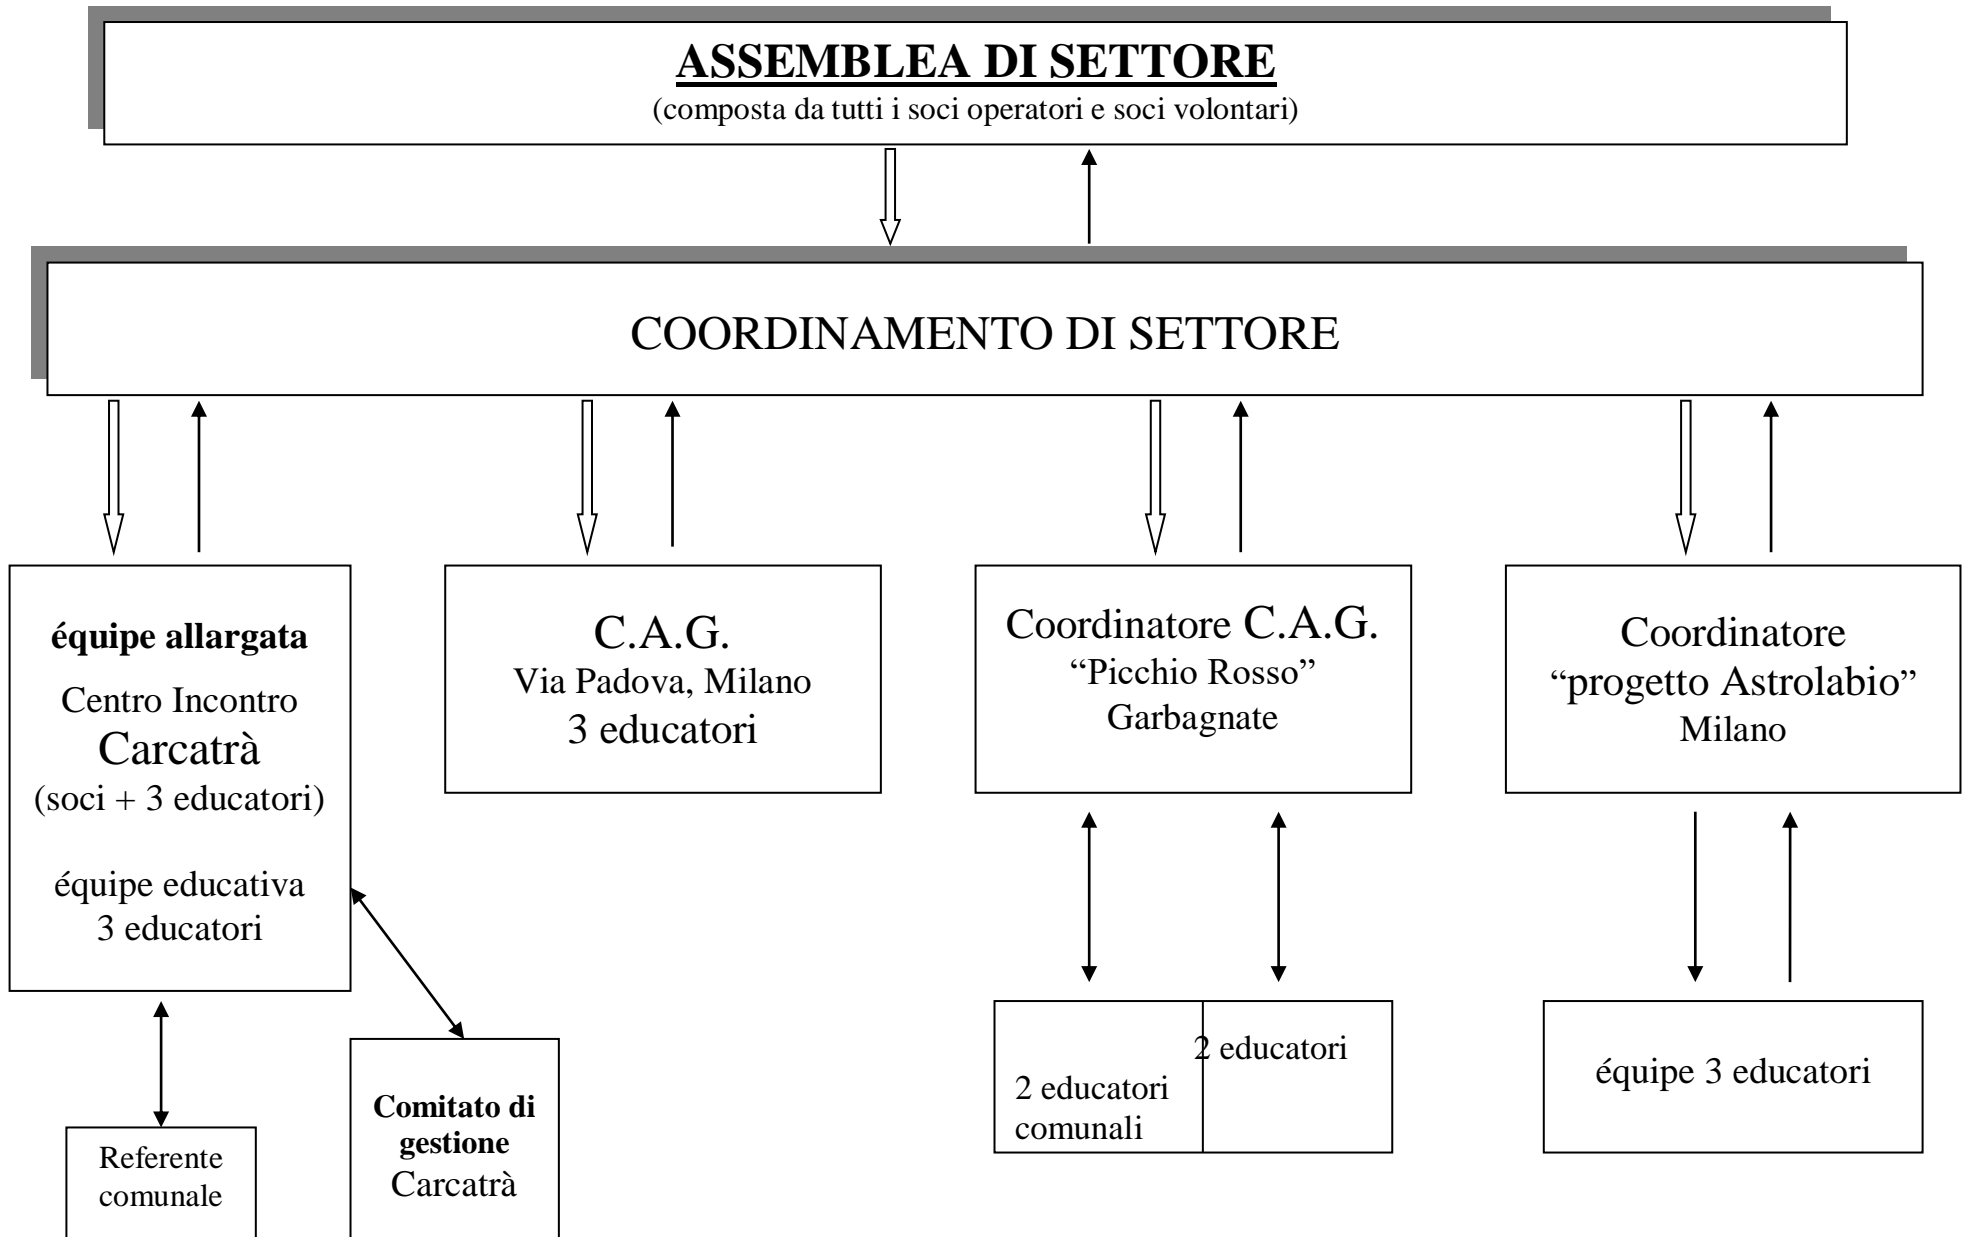 ASSEMBLEA DI SETTORE
(composta da tutti i soci operatori e soci volontari)
COORDINAMENTO DI SETTORE
équipe allargata
Centro Incontro
Carcatrà
(soci + 3 educatori)
équipe educativa
3 educatori
C.A.G.
Via Padova, Milano
3 educatori
Coordinatore C.A.G.
“Picchio Rosso”
Garbagnate
Coordinatore
“progetto Astrolabio”
Milano
Referente
comunale
Comitato di
gestione
Carcatrà
2 educatori
comunali
2 educatori
équipe 3 educatori